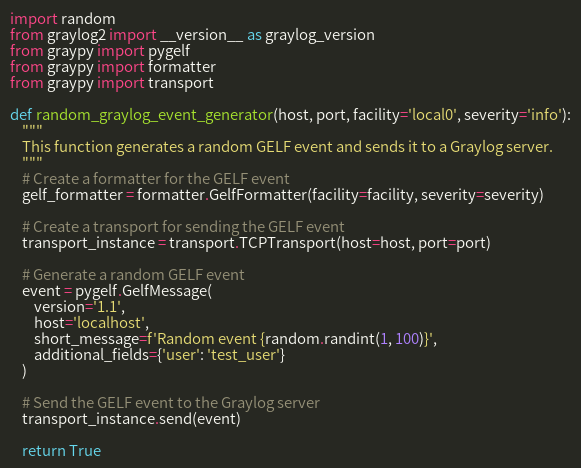 import random
from graylog2 import __version__ as graylog_version
from graypy import pygelf
from graypy import formatter
from graypy import transport

def random_graylog_event_generator(host, port, facility='local0', severity='info'):
    """
    This function generates a random GELF event and sends it to a Graylog server.
    """
    # Create a formatter for the GELF event
    gelf_formatter = formatter.GelfFormatter(facility=facility, severity=severity)

    # Create a transport for sending the GELF event
    transport_instance = transport.TCPTransport(host=host, port=port)

    # Generate a random GELF event
    event = pygelf.GelfMessage(
        version='1.1',
        host='localhost',
        short_message=f'Random event {random.randint(1, 100)}',
        additional_fields={'user': 'test_user'}
    )

    # Send the GELF event to the Graylog server
    transport_instance.send(event)

    return True